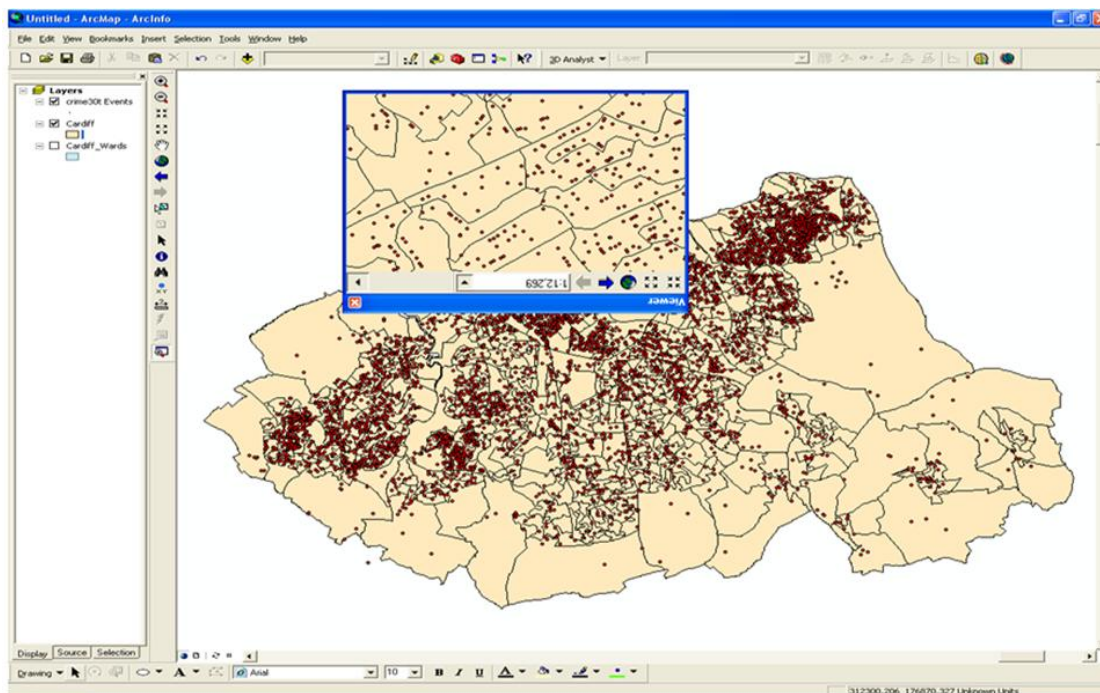 Untitled - ArcMap - ArcInfo
File Edit View Bookmarks Insert Selection Tools Window Help
3D Analyst Layer
Layers
crime30t Events
Cardiff
Cardiff_Wards
1:12,269
Viewer
Display Source Selection
Drawing A Arial 10 B I U A
312300.206 176870.327 Unknown Units